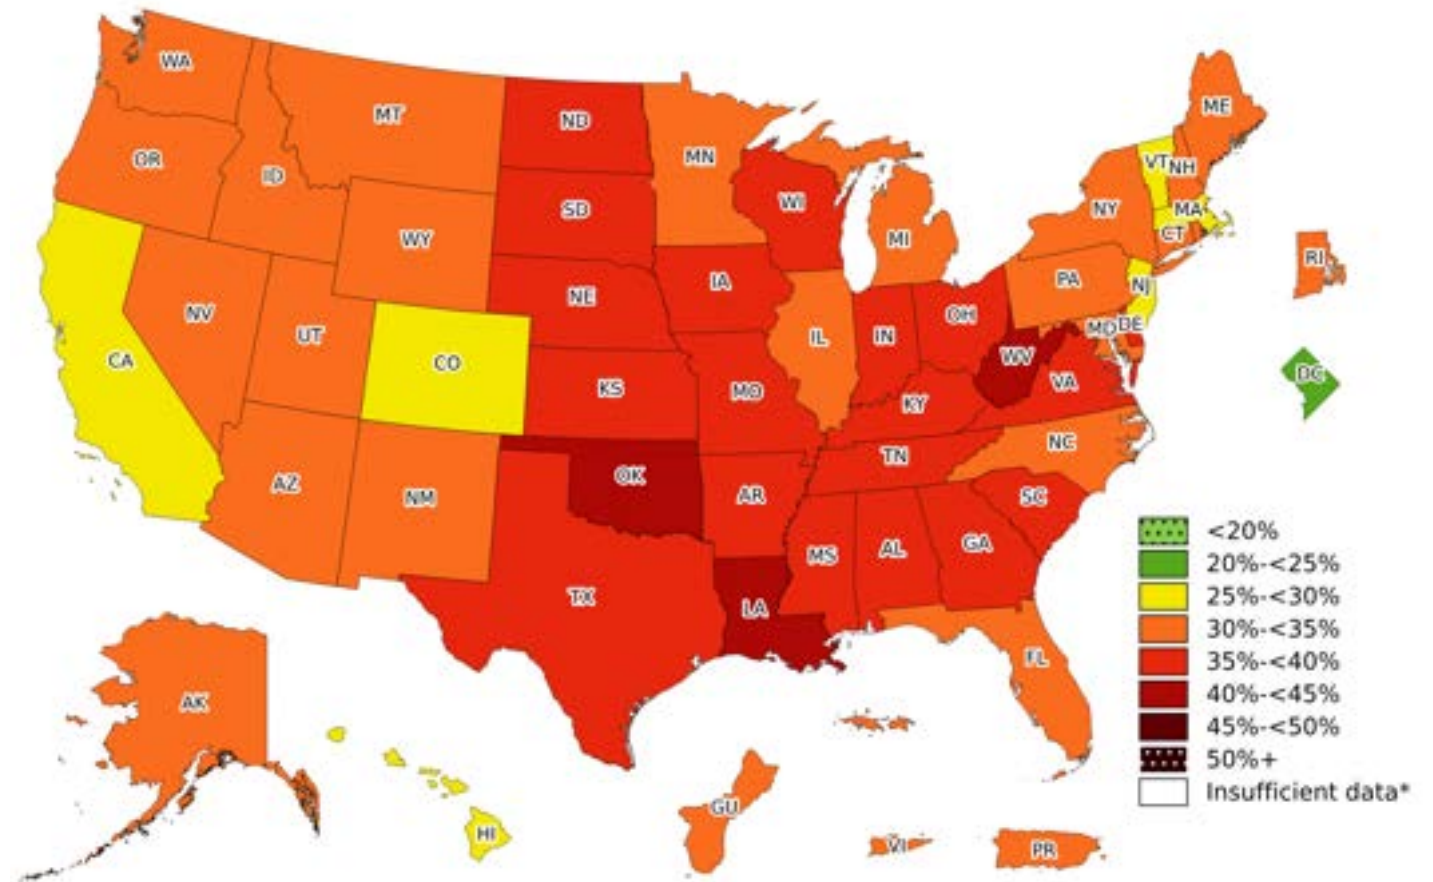 WA
MT
ND
ME
OR
MN
VT
NH
ID
SD
WI
NY
MA
WY
MI
CT
RI
IA
PA
NJ
NE
NV
OH
MD
DE
UT
IL
IN
CA
CO
WV
DC
KS
MO
VA
KY
NC
TN
OK
AZ
NM
AR
SC
GA
AL
MS
TX
LA
FL
AK
GU
HI
VI
PR
<20%
20%-<25%
25%-<30%
30%-<35%
35%-<40%
40%-<45%
45%-<50%
50%+
Insufficient data*